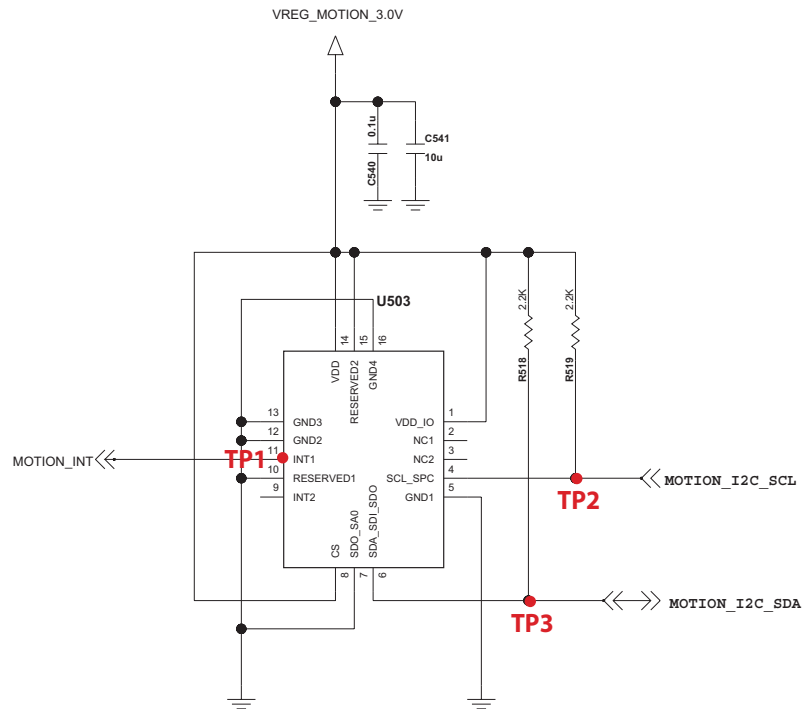 VREG_MOTION_3.0V
0.1u
C540
C541
10u
U503
2.2K
R518
2.2K
R519
14
15
16
VDD
RESERVED2
GND4
13
GND3
12
GND2
11
INT1
10
RESERVED1
9
INT2
VDD_IO
1
NC1
2
NC2
3
SCL_SPC
4
GND1
5
CS
SDO_SA0
SDA_SDI_SDO
8
7
6
MOTION_INT
TP1
TP2
MOTION_I2C_SCL
TP3
MOTION_I2C_SDA